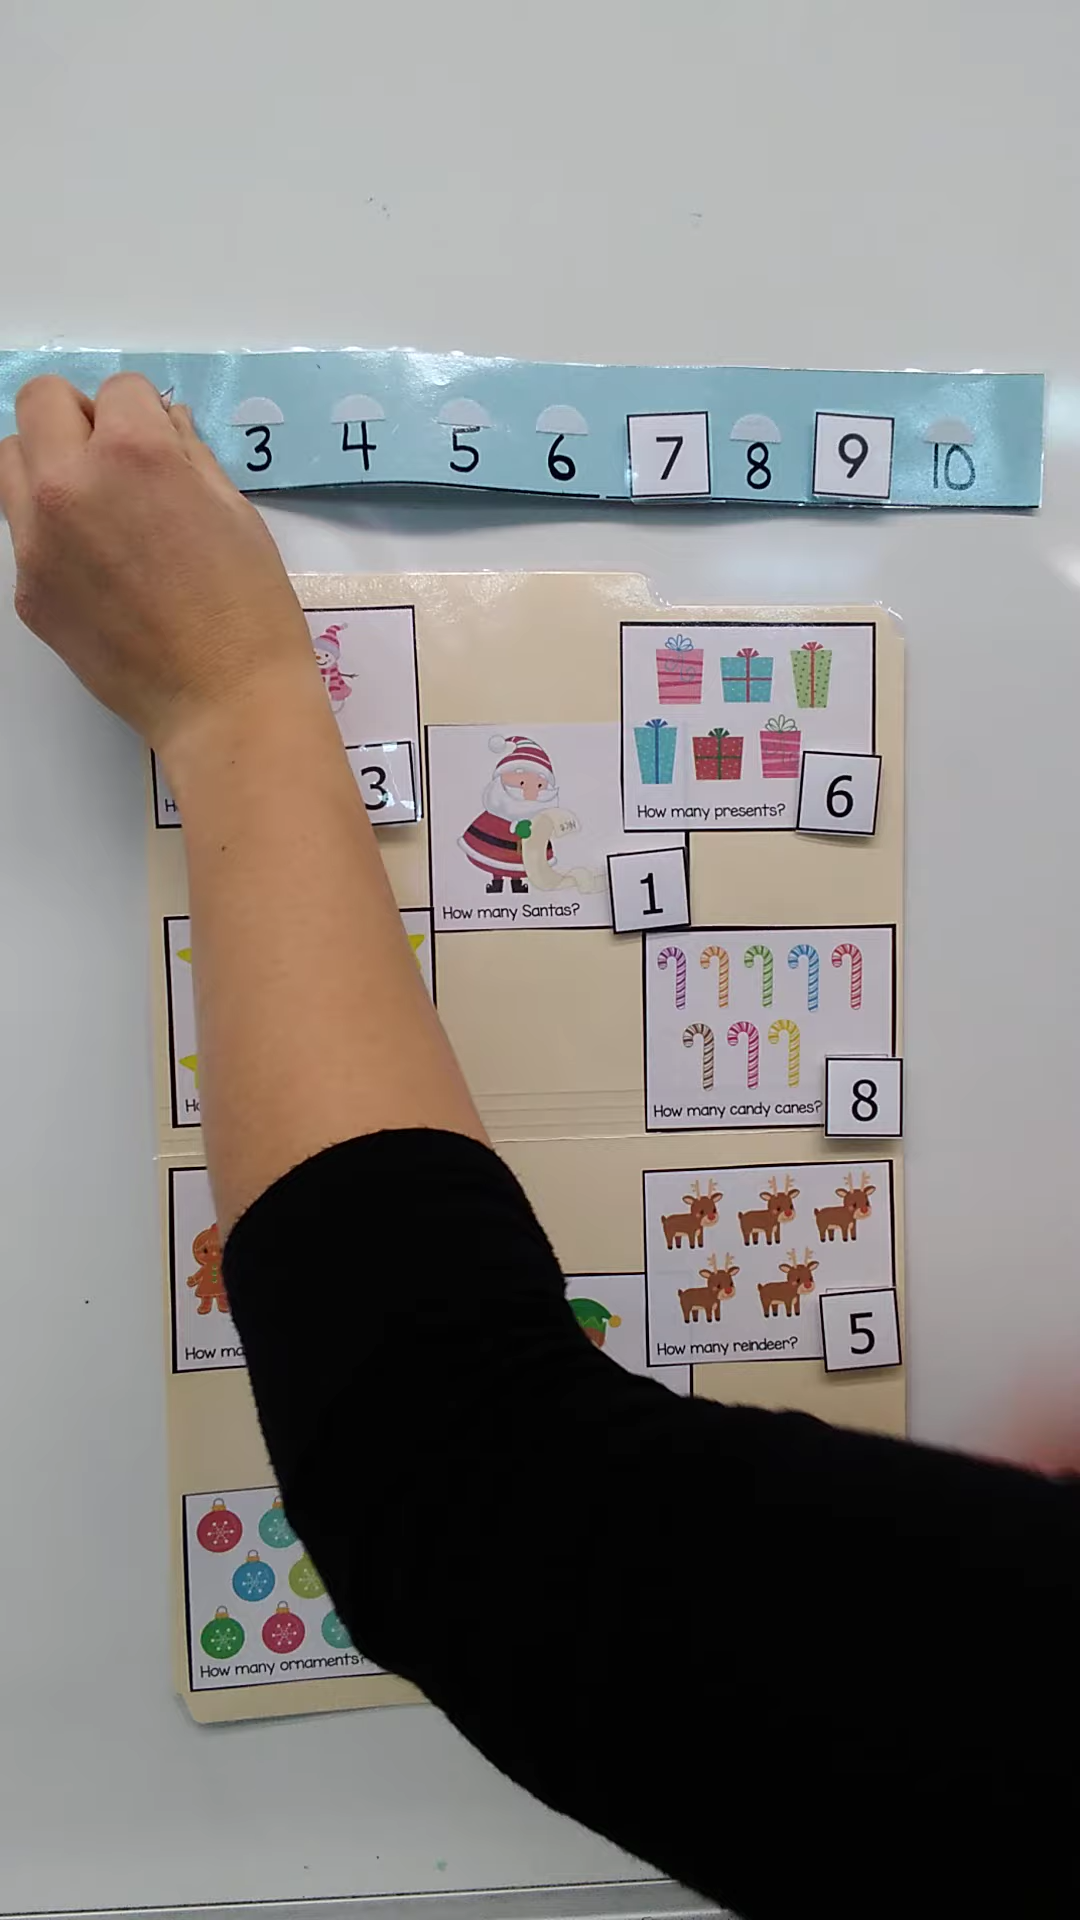 3 4 5 6 7 8 9 10
3
How many presents? 6
How many Santas? 1
How many candy canes? 8
How many reindeer? 5
How many ornaments?